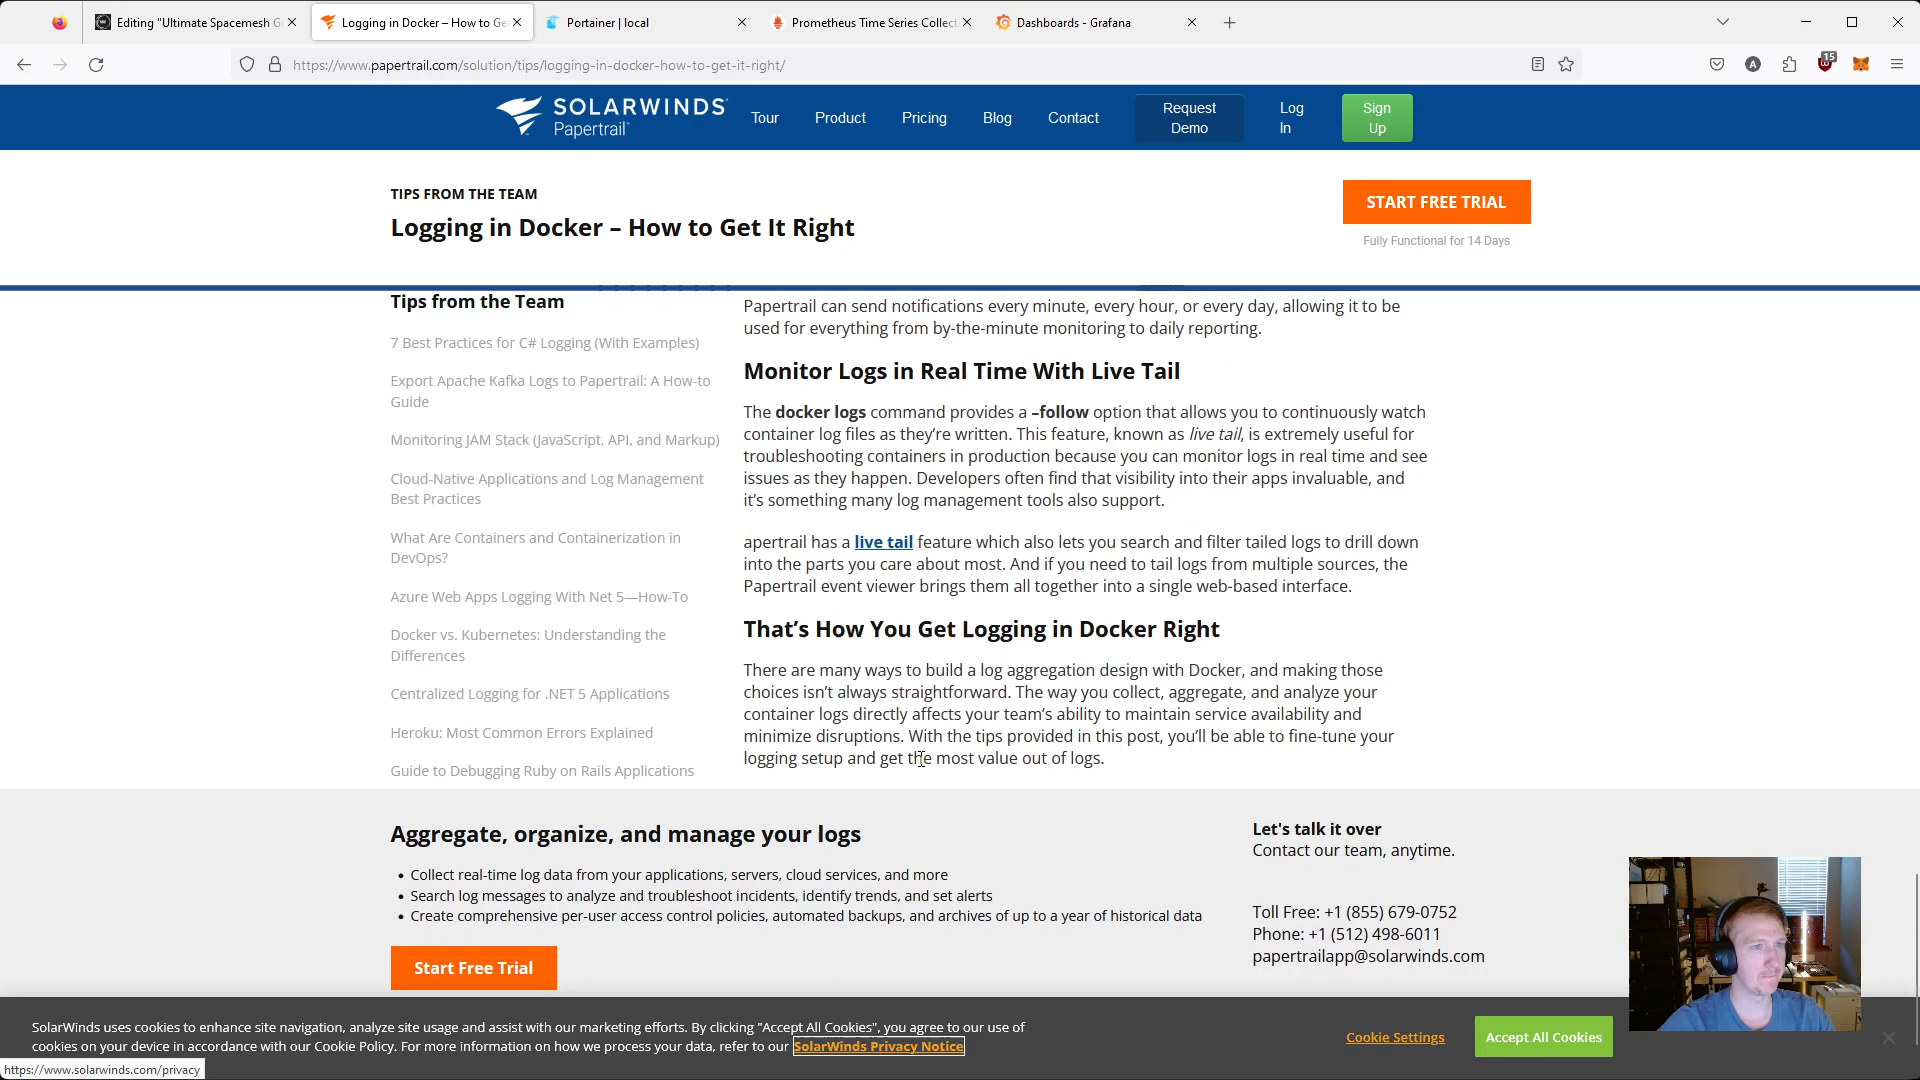 Editing "Ultimate Spacemesh G
Logging in Docker – How to Ge
Portainer | local
Prometheus Time Series Collect
Dashboards - Grafana
https://www.papertrail.com/solution/tips/logging-in-docker-how-to-get-it-right/
15
SOLARWINDS
Papertrail
Tour
Product
Pricing
Blog
Contact
Request
Demo
Log
In
Sign
Up
TIPS FROM THE TEAM
Logging in Docker – How to Get It Right
START FREE TRIAL
Fully Functional for 14 Days
Tips from the Team
7 Best Practices for C# Logging (With Examples)
Export Apache Kafka Logs to Papertrail: A How-to
Guide
Monitoring JAM Stack (JavaScript, API, and Markup)
Cloud-Native Applications and Log Management
Best Practices
What Are Containers and Containerization in
DevOps?
Azure Web Apps Logging With Net 5—How-To
Docker vs. Kubernetes: Understanding the
Differences
Centralized Logging for .NET 5 Applications
Heroku: Most Common Errors Explained
Guide to Debugging Ruby on Rails Applications
Papertrail can send notifications every minute, every hour, or every day, allowing it to be
used for everything from by-the-minute monitoring to daily reporting.
Monitor Logs in Real Time With Live Tail
The docker logs command provides a –follow option that allows you to continuously watch
container log files as they’re written. This feature, known as live tail, is extremely useful for
troubleshooting containers in production because you can monitor logs in real time and see
issues as they happen. Developers often find that visibility into their apps invaluable, and
it’s something many log management tools also support.
apertrail has a live tail feature which also lets you search and filter tailed logs to drill down
into the parts you care about most. And if you need to tail logs from multiple sources, the
Papertrail event viewer brings them all together into a single web-based interface.
That’s How You Get Logging in Docker Right
There are many ways to build a log aggregation design with Docker, and making those
choices isn’t always straightforward. The way you collect, aggregate, and analyze your
container logs directly affects your team’s ability to maintain service availability and
minimize disruptions. With the tips provided in this post, you’ll be able to fine-tune your
logging setup and get the most value out of logs.
Aggregate, organize, and manage your logs
Collect real-time log data from your applications, servers, cloud services, and more
Search log messages to analyze and troubleshoot incidents, identify trends, and set alerts
Create comprehensive per-user access control policies, automated backups, and archives of up to a year of historical data
Start Free Trial
Let's talk it over
Contact our team, anytime.
Toll Free: +1 (855) 679-0752
Phone: +1 (512) 498-6011
papertrailapp@solarwinds.com
SolarWinds uses cookies to enhance site navigation, analyze site usage and assist with our marketing efforts. By clicking "Accept All Cookies", you agree to our use of
cookies on your device in accordance with our Cookie Policy. For more information on how we process your data, refer to our SolarWinds Privacy Notice
Cookie Settings
Accept All Cookies
https://www.solarwinds.com/privacy